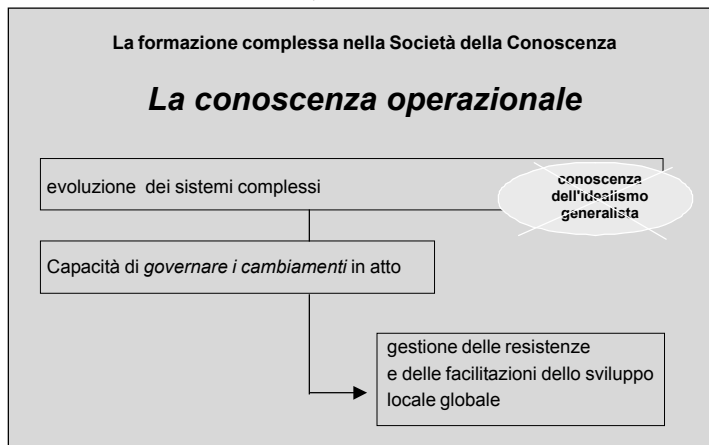 La formazione complessa nella Società della Conoscenza
La conoscenza operazionale
evoluzione dei sistemi complessi
conoscenza
dell'idealismo
generalista
Capacità di governare i cambiamenti in atto
gestione delle resistenze
e delle facilitazioni dello sviluppo
locale globale